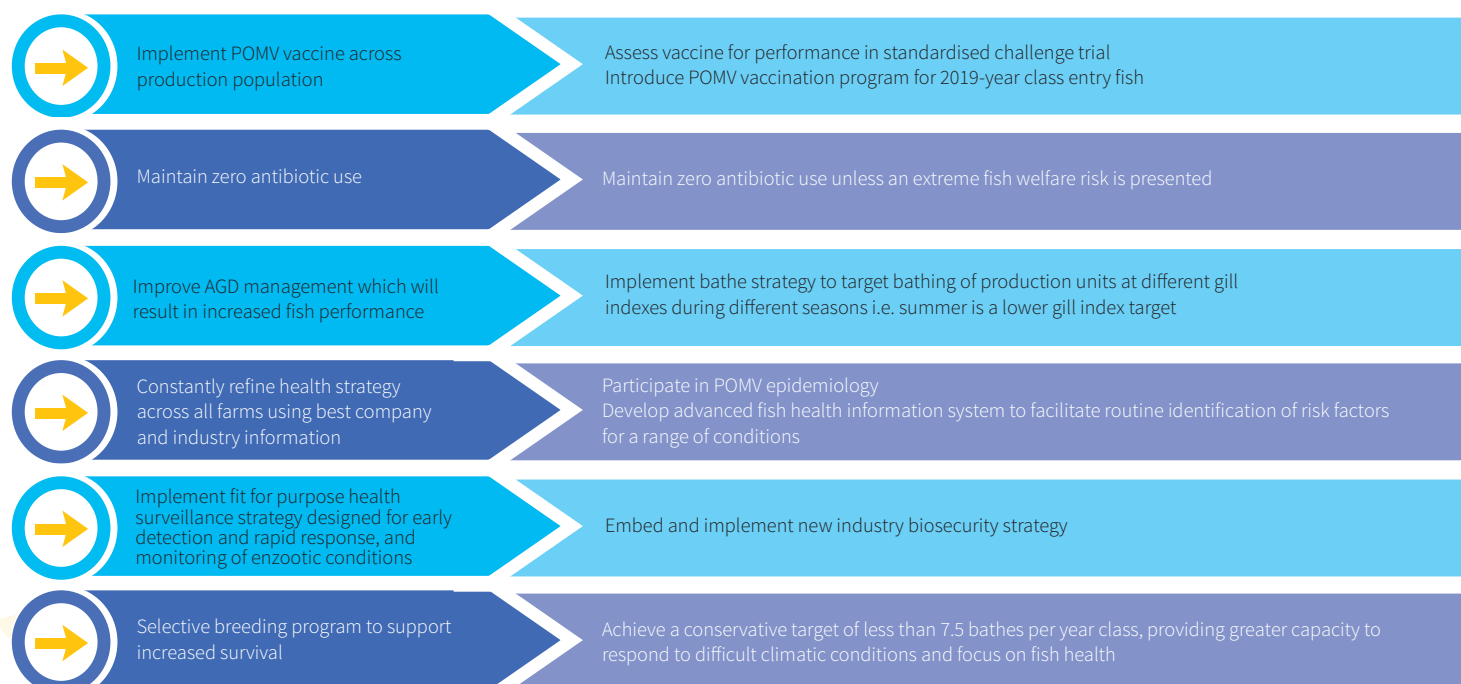 Implement POMV vaccine across
production population
Assess vaccine for performance in standardised challenge trial
Introduce POMV vaccination program for 2019-year class entry fish
Maintain zero antibiotic use
Maintain zero antibiotic use unless an extreme fish welfare risk is presented
Improve AGD management which will
result in increased fish performance
Implement bathe strategy to target bathing of production units at different gill
indexes during different seasons i.e. summer is a lower gill index target
Constantly refine health strategy
across all farms using best company
and industry information
Participate in POMV epidemiology
Develop advanced fish health information system to facilitate routine identification of risk factors
for a range of conditions
Implement fit for purpose health
surveillance strategy designed for early
detection and rapid response, and
monitoring of enzootic conditions
Embed and implement new industry biosecurity strategy
Selective breeding program to support
increased survival
Achieve a conservative target of less than 7.5 bathes per year class, providing greater capacity to
respond to difficult climatic conditions and focus on fish health